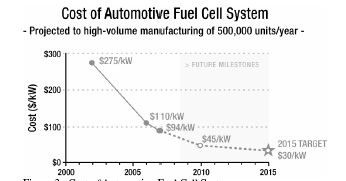 Cost of Automotive Fuel Cell System
- Projected to high-volume manufacturing of 500,000 units/year -
$300
$275/kW
FUTURE MILESTONES
$200
Cost ($/kW)
$110/kW
$100
$94/kW
$45/kW
2015 TARGET
$30/kW
$0
2000
2005
2010
2015